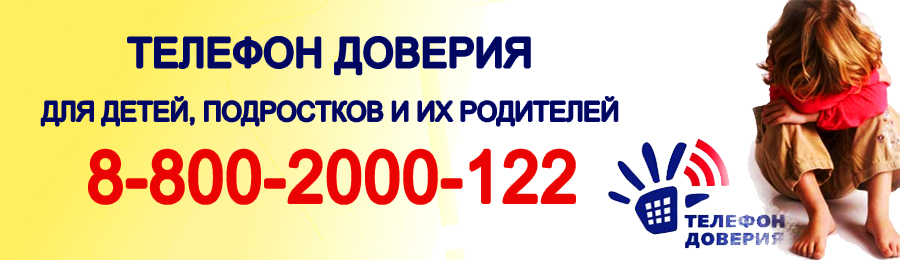 ТЕЛЕФОН ДОВЕРИЯ
ДЛЯ ДЕТЕЙ, ПОДРОСТКОВ И ИХ РОДИТЕЛЕЙ
8-800-2000-122
ТЕЛЕФОН
ДОВЕРИЯ